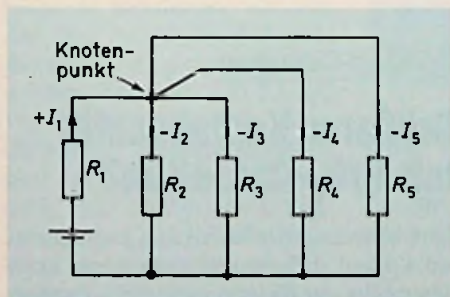 Knoten-
punkt
+I₁ -I₂ -I₃ -I₄ -I₅
R₁ R₂ R₃ R₄ R₅